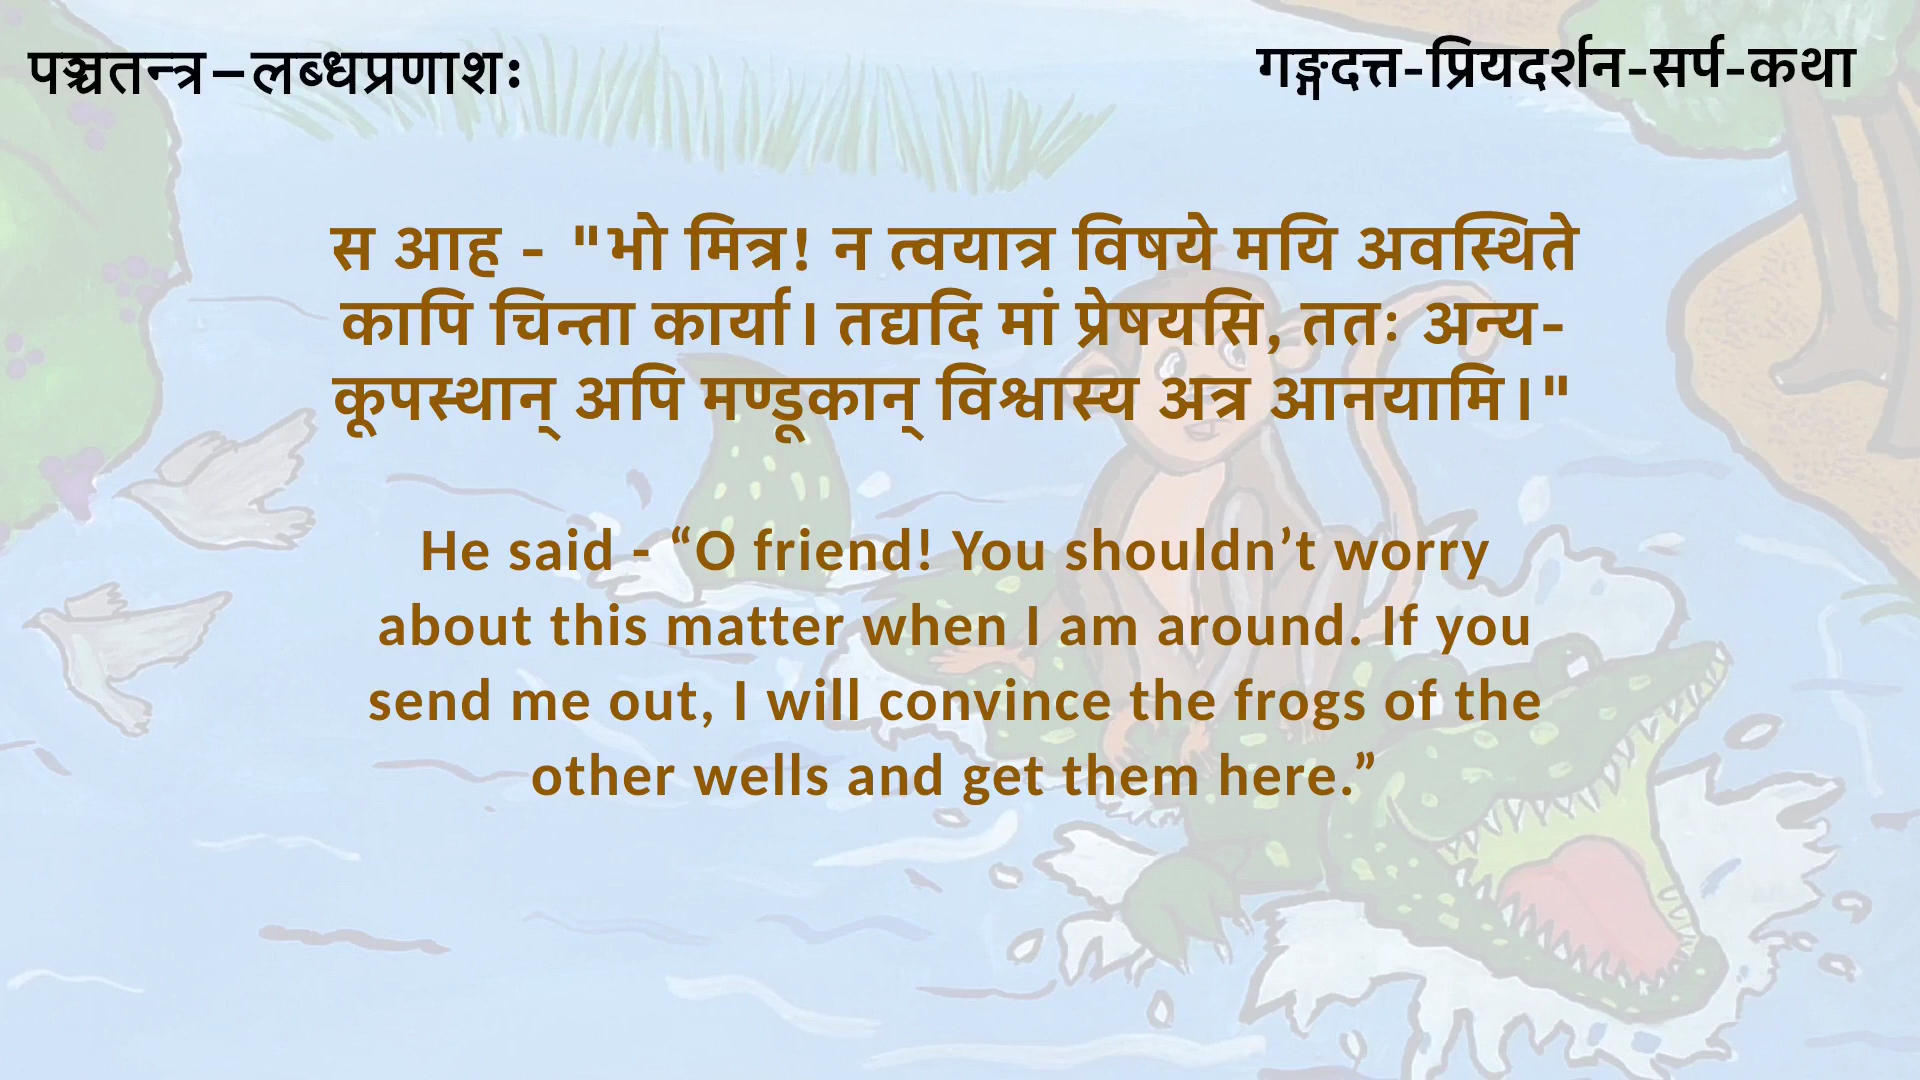 पञ्चतन्त्र–लब्धप्रणाशः
गङ्गदत्त-प्रियदर्शन-सर्प-कथा
स आह - "भो मित्र! न त्वयात्र विषये मयि अवस्थिते
कापि चिन्ता कार्या। तद्यदि मां प्रेषयसि, ततः अन्य-
कूपस्थान् अपि मण्डूकान् विश्वास्य अत्र आनयामि।"
He said - “O friend! You shouldn’t worry
about this matter when I am around. If you
send me out, I will convince the frogs of the
other wells and get them here.”